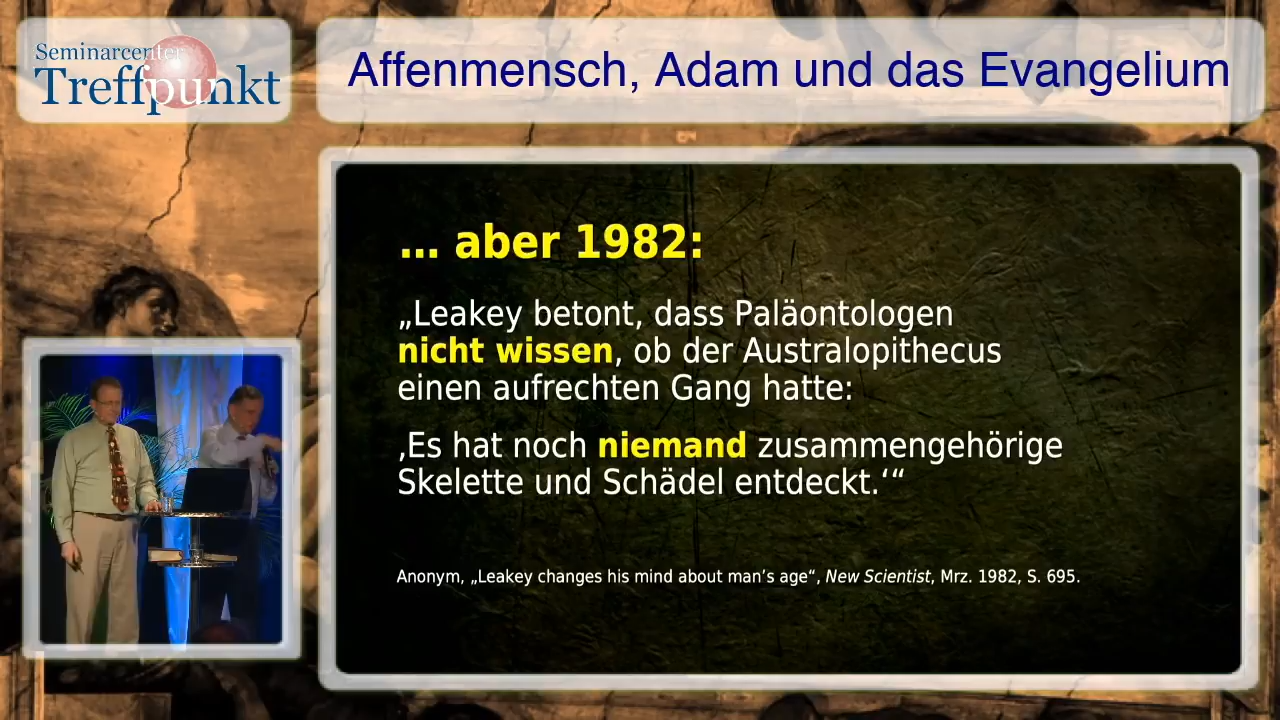 Seminarcenter
Treffpunkt
Affenmensch, Adam und das Evangelium
... aber 1982:
„Leakey betont, dass Paläontologen
nicht wissen, ob der Australopithecus
einen aufrechten Gang hatte:
‚Es hat noch niemand zusammengehörige
Skelette und Schädel entdeckt.‘“
Anonym, „Leakey changes his mind about man’s age“, New Scientist, Mrz. 1982, S. 695.